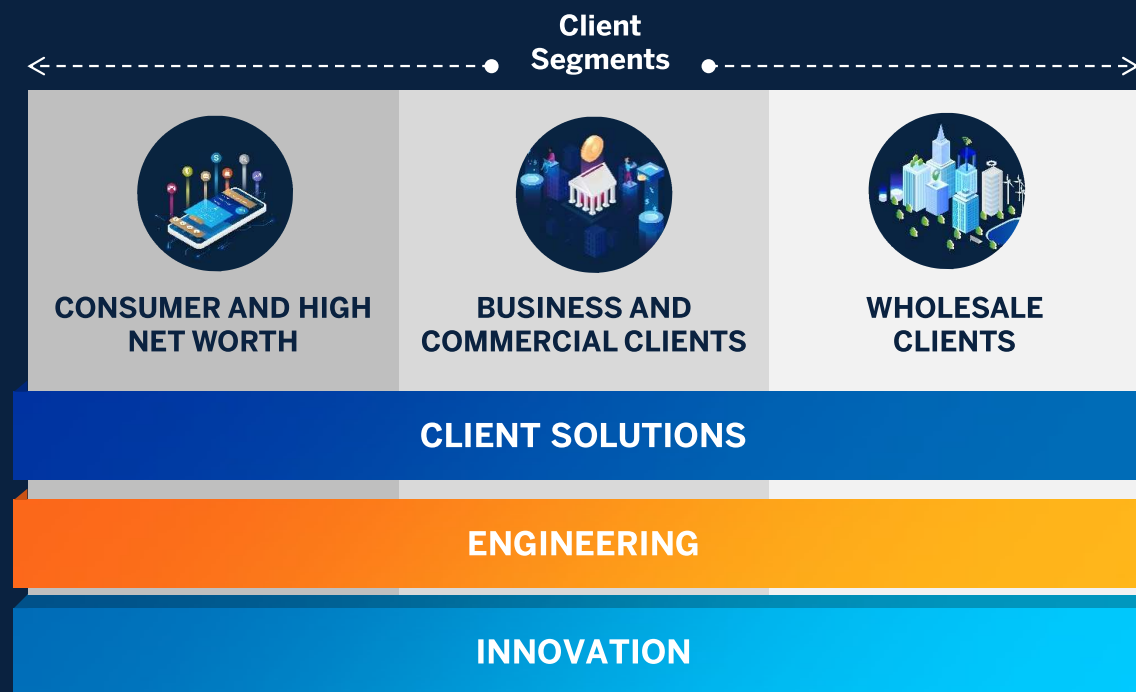 Client
Segments
CONSUMER AND HIGH
NET WORTH
BUSINESS AND
COMMERCIAL CLIENTS
WHOLESALE
CLIENTS
CLIENT SOLUTIONS
ENGINEERING
INNOVATION